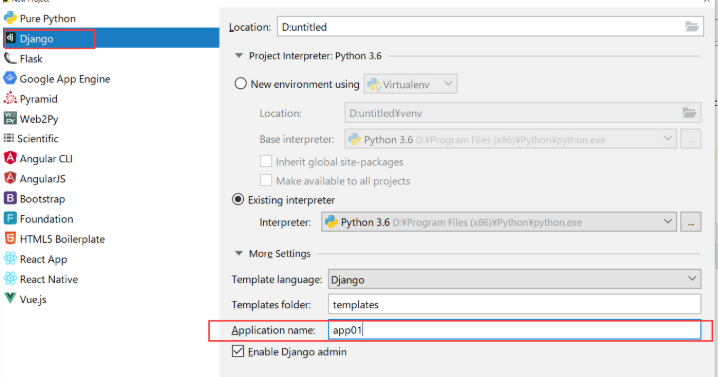 Pure Python
Django
Flask
Google App Engine
Pyramid
Web2Py
Scientific
Angular CLI
AngularJS
Bootstrap
Foundation
HTML5 Boilerplate
React App
React Native
Vue.js
Location: D:untitled
Project Interpreter: Python 3.6
New environment using Virtualenv
Location: D:untitled¥venv
Base interpreter: Python 3.6 D:¥Program Files (x86)¥Python¥python.exe ...
Inherit global site-packages
Make available to all projects
Existing interpreter
Interpreter: Python 3.6 D:¥Program Files (x86)¥Python¥python.exe ...
More Settings
Template language: Django
Templates folder: templates
Application name: app01
Enable Django admin